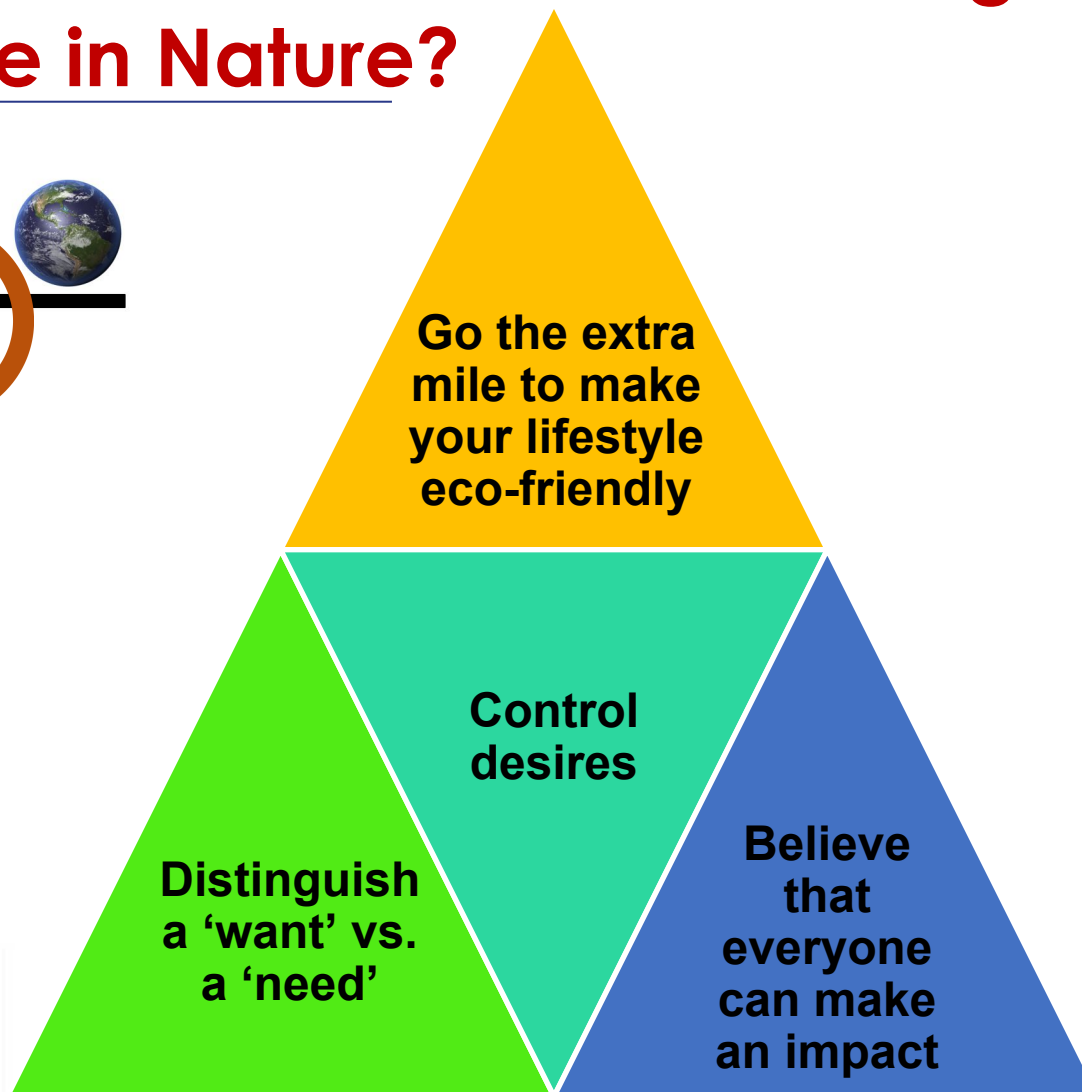 e in Nature?
Go the extra
mile to make
your lifestyle
eco-friendly
Control
desires
Distinguish
a ‘want’ vs.
a ‘need’
Believe
that
everyone
can make
an impact